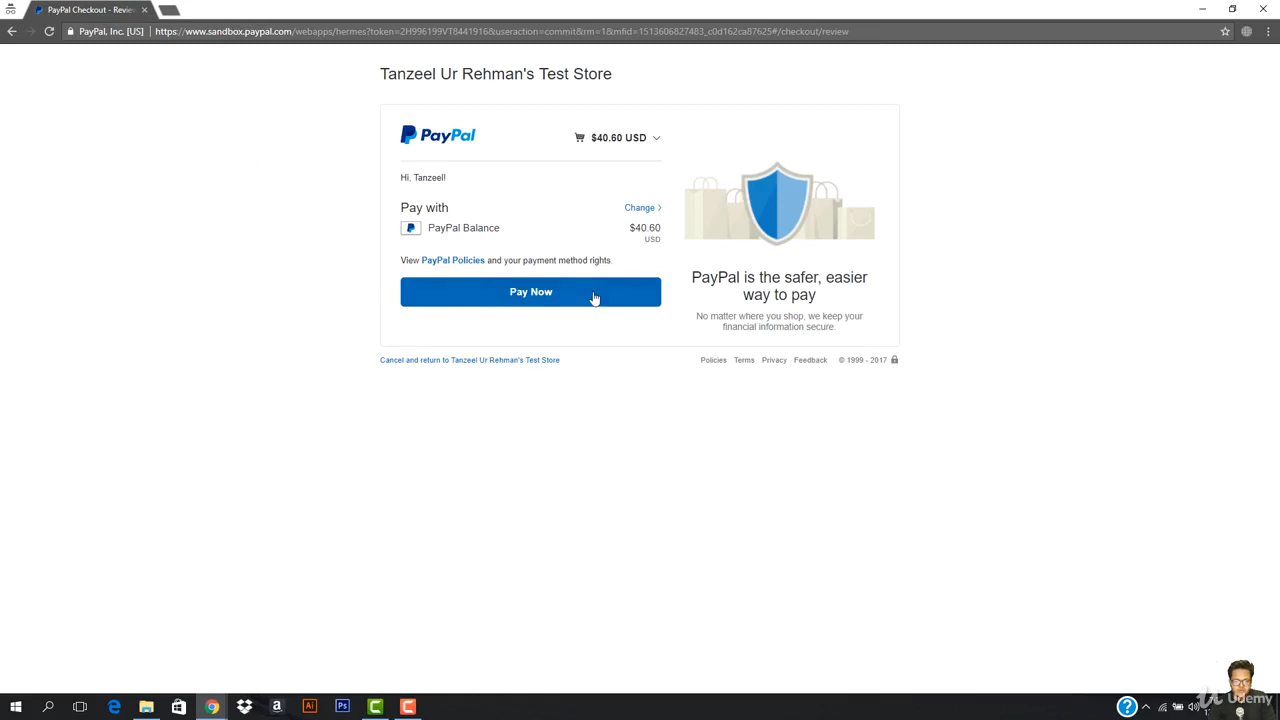 PayPal Checkout - Review
PayPal, Inc. [US]
https://www.sandbox.paypal.com/webapps/hermes?token=2H996199VT8441916&useraction=commit&rm=1&mfid=1513606827483_c0d162ca87625#/checkout/review
Tanzeel Ur Rehman's Test Store
PayPal
$40.60 USD
Hi, Tanzeel!
Pay with
Change
PayPal Balance
$40.60
USD
View PayPal Policies and your payment method rights.
Pay Now
PayPal is the safer, easier
way to pay
No matter where you shop, we keep your
financial information secure.
Cancel and return to Tanzeel Ur Rehman's Test Store
Policies Terms Privacy Feedback © 1999 - 2017
Ai
Ps
Udemy